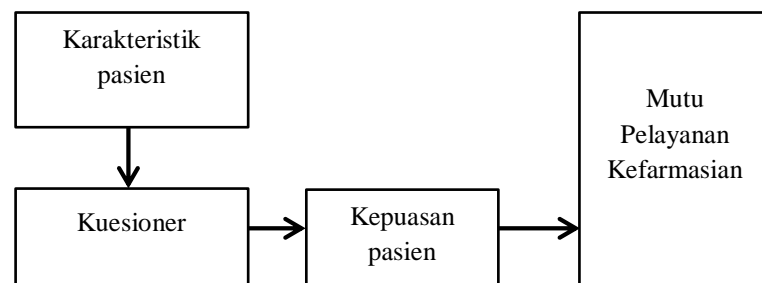 Karakteristik
pasien
Kuesioner
Kepuasan
pasien
Mutu
Pelayanan
Kefarmasian